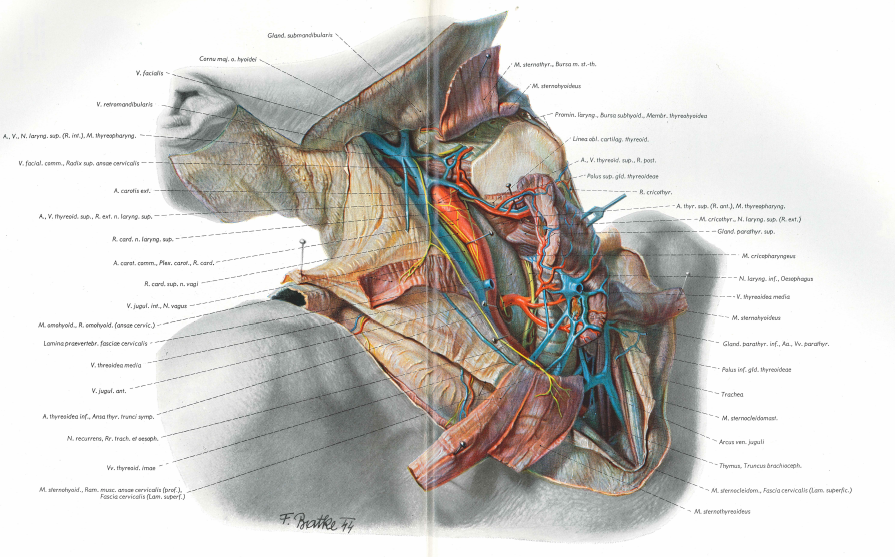 Gland. submandibularis
Cornu maj. o. hyoidei
V. facialis
V. retromandibularis
A., V., N. laryng. sup. (R. int.), M. thyreopharyng.
V. facial. comm., Radix sup. ansae cervicalis
A. carotis ext.
A., V. thyreoid. sup., R. ext. n. laryng. sup.
R. card. n. laryng. sup.
A. carot. comm., Plex. carot., R. card.
R. card. sup. n. vagi
V. jugul. int., N. vagus
M. omohyoid., R. omohyoid. (ansae cervic.)
Lamina praevertebr. fasciae cervicalis
V. threoidea media
V. jugul. ant.
A. thyreoidea inf., Ansa thyr. trunci symp.
N. recurrens, Rr. trach. et oesoph.
Vv. thyreoid. imae
M. sternohyoid., Ram. musc. ansae cervicalis (prof.),
Fascia cervicalis (Lam. superf.)
M. sternothyr., Bursa m. st.-th.
M. sternohyoideus
Promin. laryng., Bursa subhyoid., Membr. thyreohyoidea
Linea obl. cartilag. thyreoid.
A., V. thyreoid. sup., R. post.
Polus sup. gld. thyreoideae
R. cricothyr.
A. thyr. sup. (R. ant.), M. thyreopharyng.
M. cricothyr., N. laryng. sup. (R. ext.)
Gland. parathyr. sup.
M. cricopharyngeus
N. laryng. inf., Oesophagus
V. thyreoidea media
M. sternohyoideus
Gland. parathyr. inf., Aa., Vv. parathyr.
Polus inf. gld. thyreoideae
Trachea
M. sternocleidomast.
Arcus ven. juguli
Thymus, Truncus brachioceph.
M. sternocleidom., Fascia cervicalis (Lam. superfic.)
M. sternothyreoideus
F. Batke 44